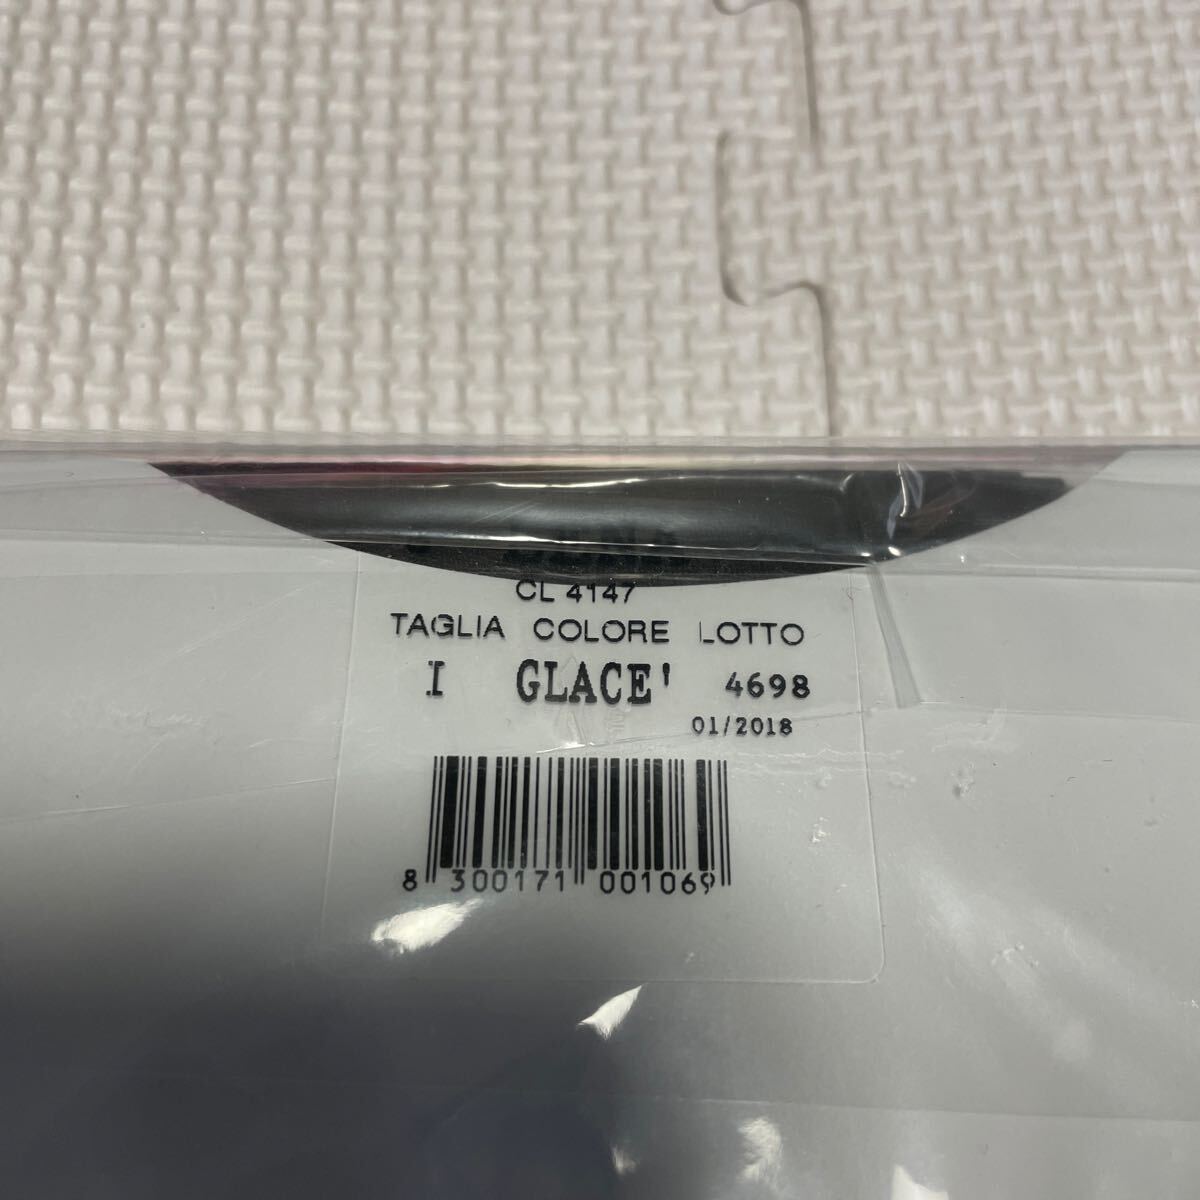 CL 4147
TAGLIA COLORE LOTTO
I GLACE' 4698
01/2018
8 300171 001069